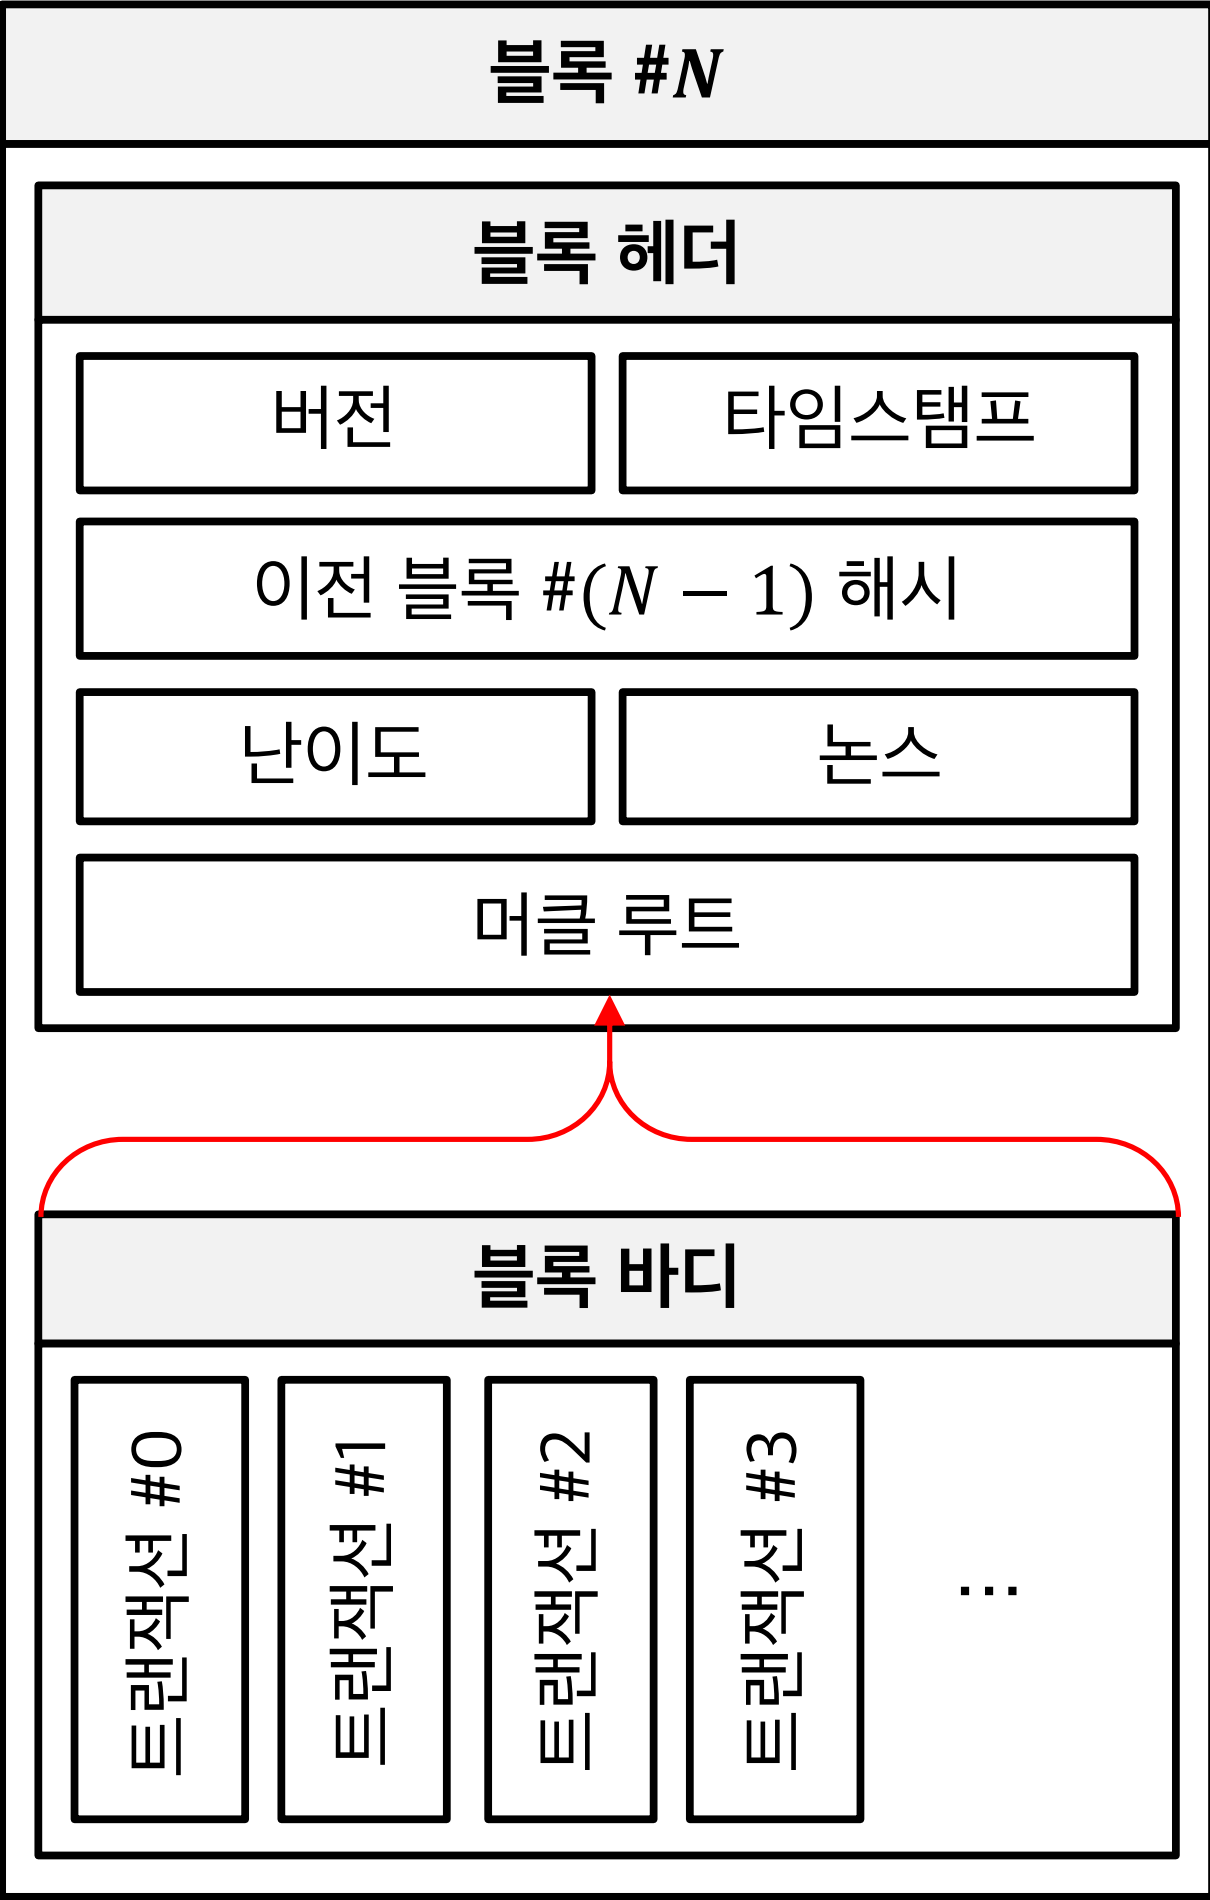 블록 #N
블록 헤더
버전
타임스탬프
이전 블록 #(N − 1) 해시
난이도
논스
머클 루트
블록 바디
트랜잭션 #0
트랜잭션 #1
트랜잭션 #2
트랜잭션 #3
...